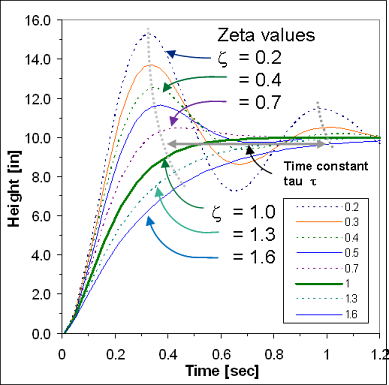 Zeta values
ζ = 0.2
= 0.4
= 0.7
Time constant
tau τ
ζ = 1.0
= 1.3
= 1.6
0.2
0.3
0.4
0.5
0.7
1
1.3
1.6
Height [in]
16.0
14.0
12.0
10.0
8.0
6.0
4.0
2.0
0.0
0 0.2 0.4 0.6 0.8 1 1.2
Time [sec]